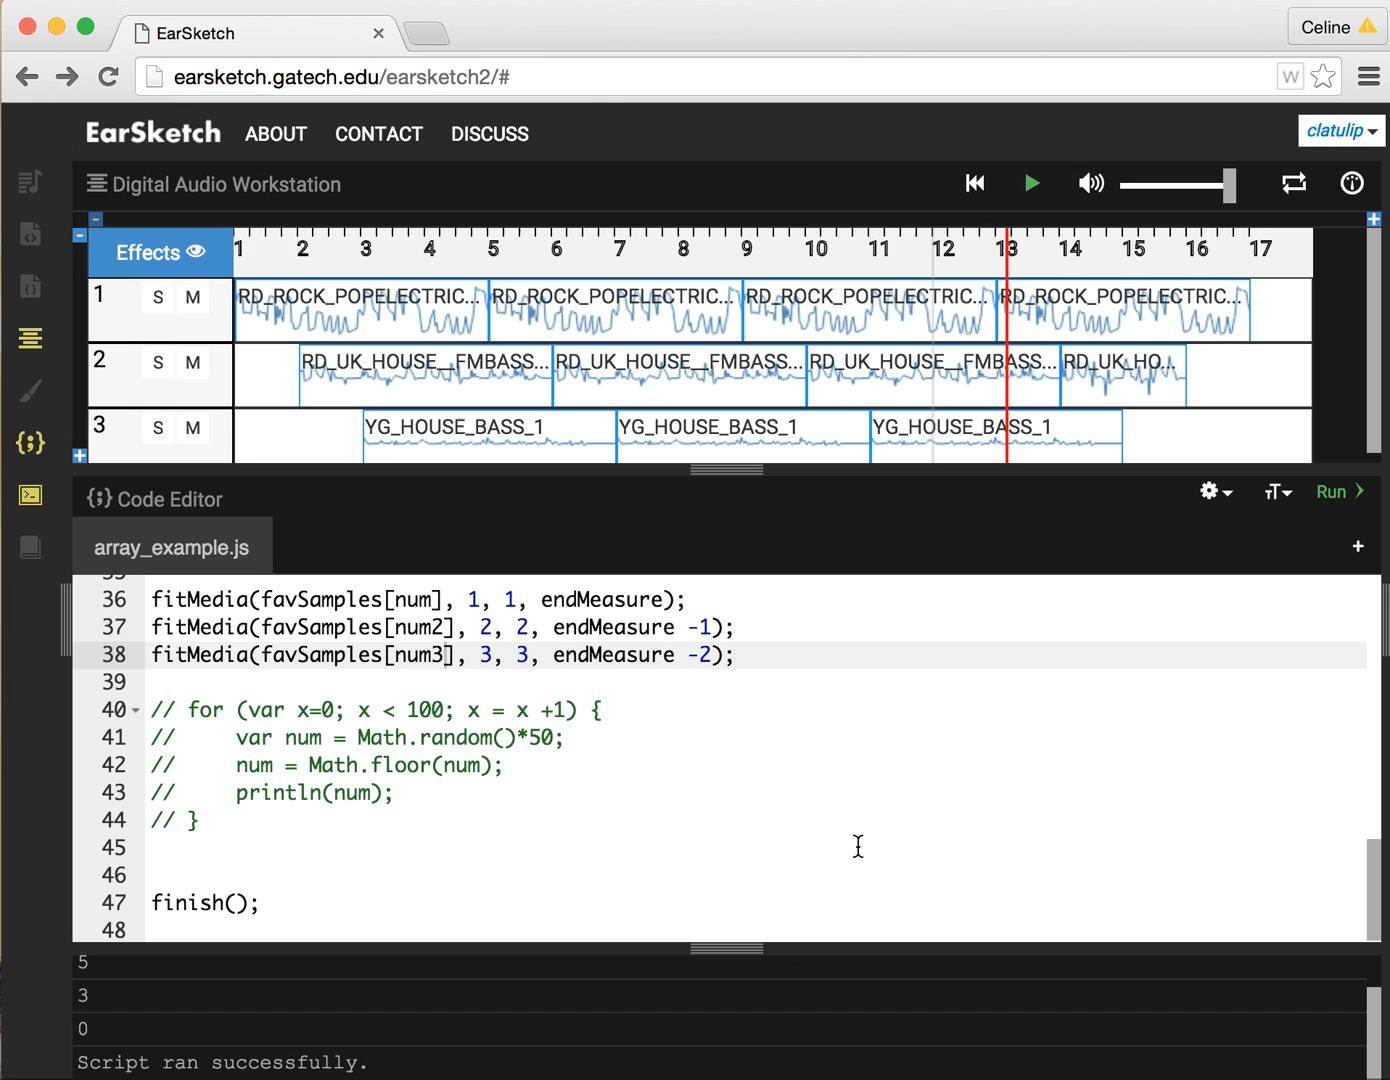 EarSketch
Celine
earsketch.gatech.edu/earsketch2/#
W
EarSketch ABOUT CONTACT DISCUSS
clatulip
Digital Audio Workstation
Effects 1 2 3 4 5 6 7 8 9 10 11 12 13 14 15 16 17
1 S M RD_ROCK_POPELECTRIC... RD_ROCK_POPELECTRIC... RD_ROCK_POPELECTRIC... RD_ROCK_POPELECTRIC...
2 S M RD_UK_HOUSE__FMBASS... RD_UK_HOUSE__FMBASS... RD_UK_HOUSE__FMBASS... RD_UK_HO...
3 S M YG_HOUSE_BASS_1 YG_HOUSE_BASS_1 YG_HOUSE_BASS_1
{;} Code Editor
Run
array_example.js
35
36 fitMedia(favSamples[num], 1, 1, endMeasure);
37 fitMedia(favSamples[num2], 2, 2, endMeasure -1);
38 fitMedia(favSamples[num3], 3, 3, endMeasure -2);
39
40 // for (var x=0; x < 100; x = x +1) {
41 //     var num = Math.random()*50;
42 //     num = Math.floor(num);
43 //     println(num);
44 // }
45
46
47 finish();
48
5
3
0
Script ran successfully.